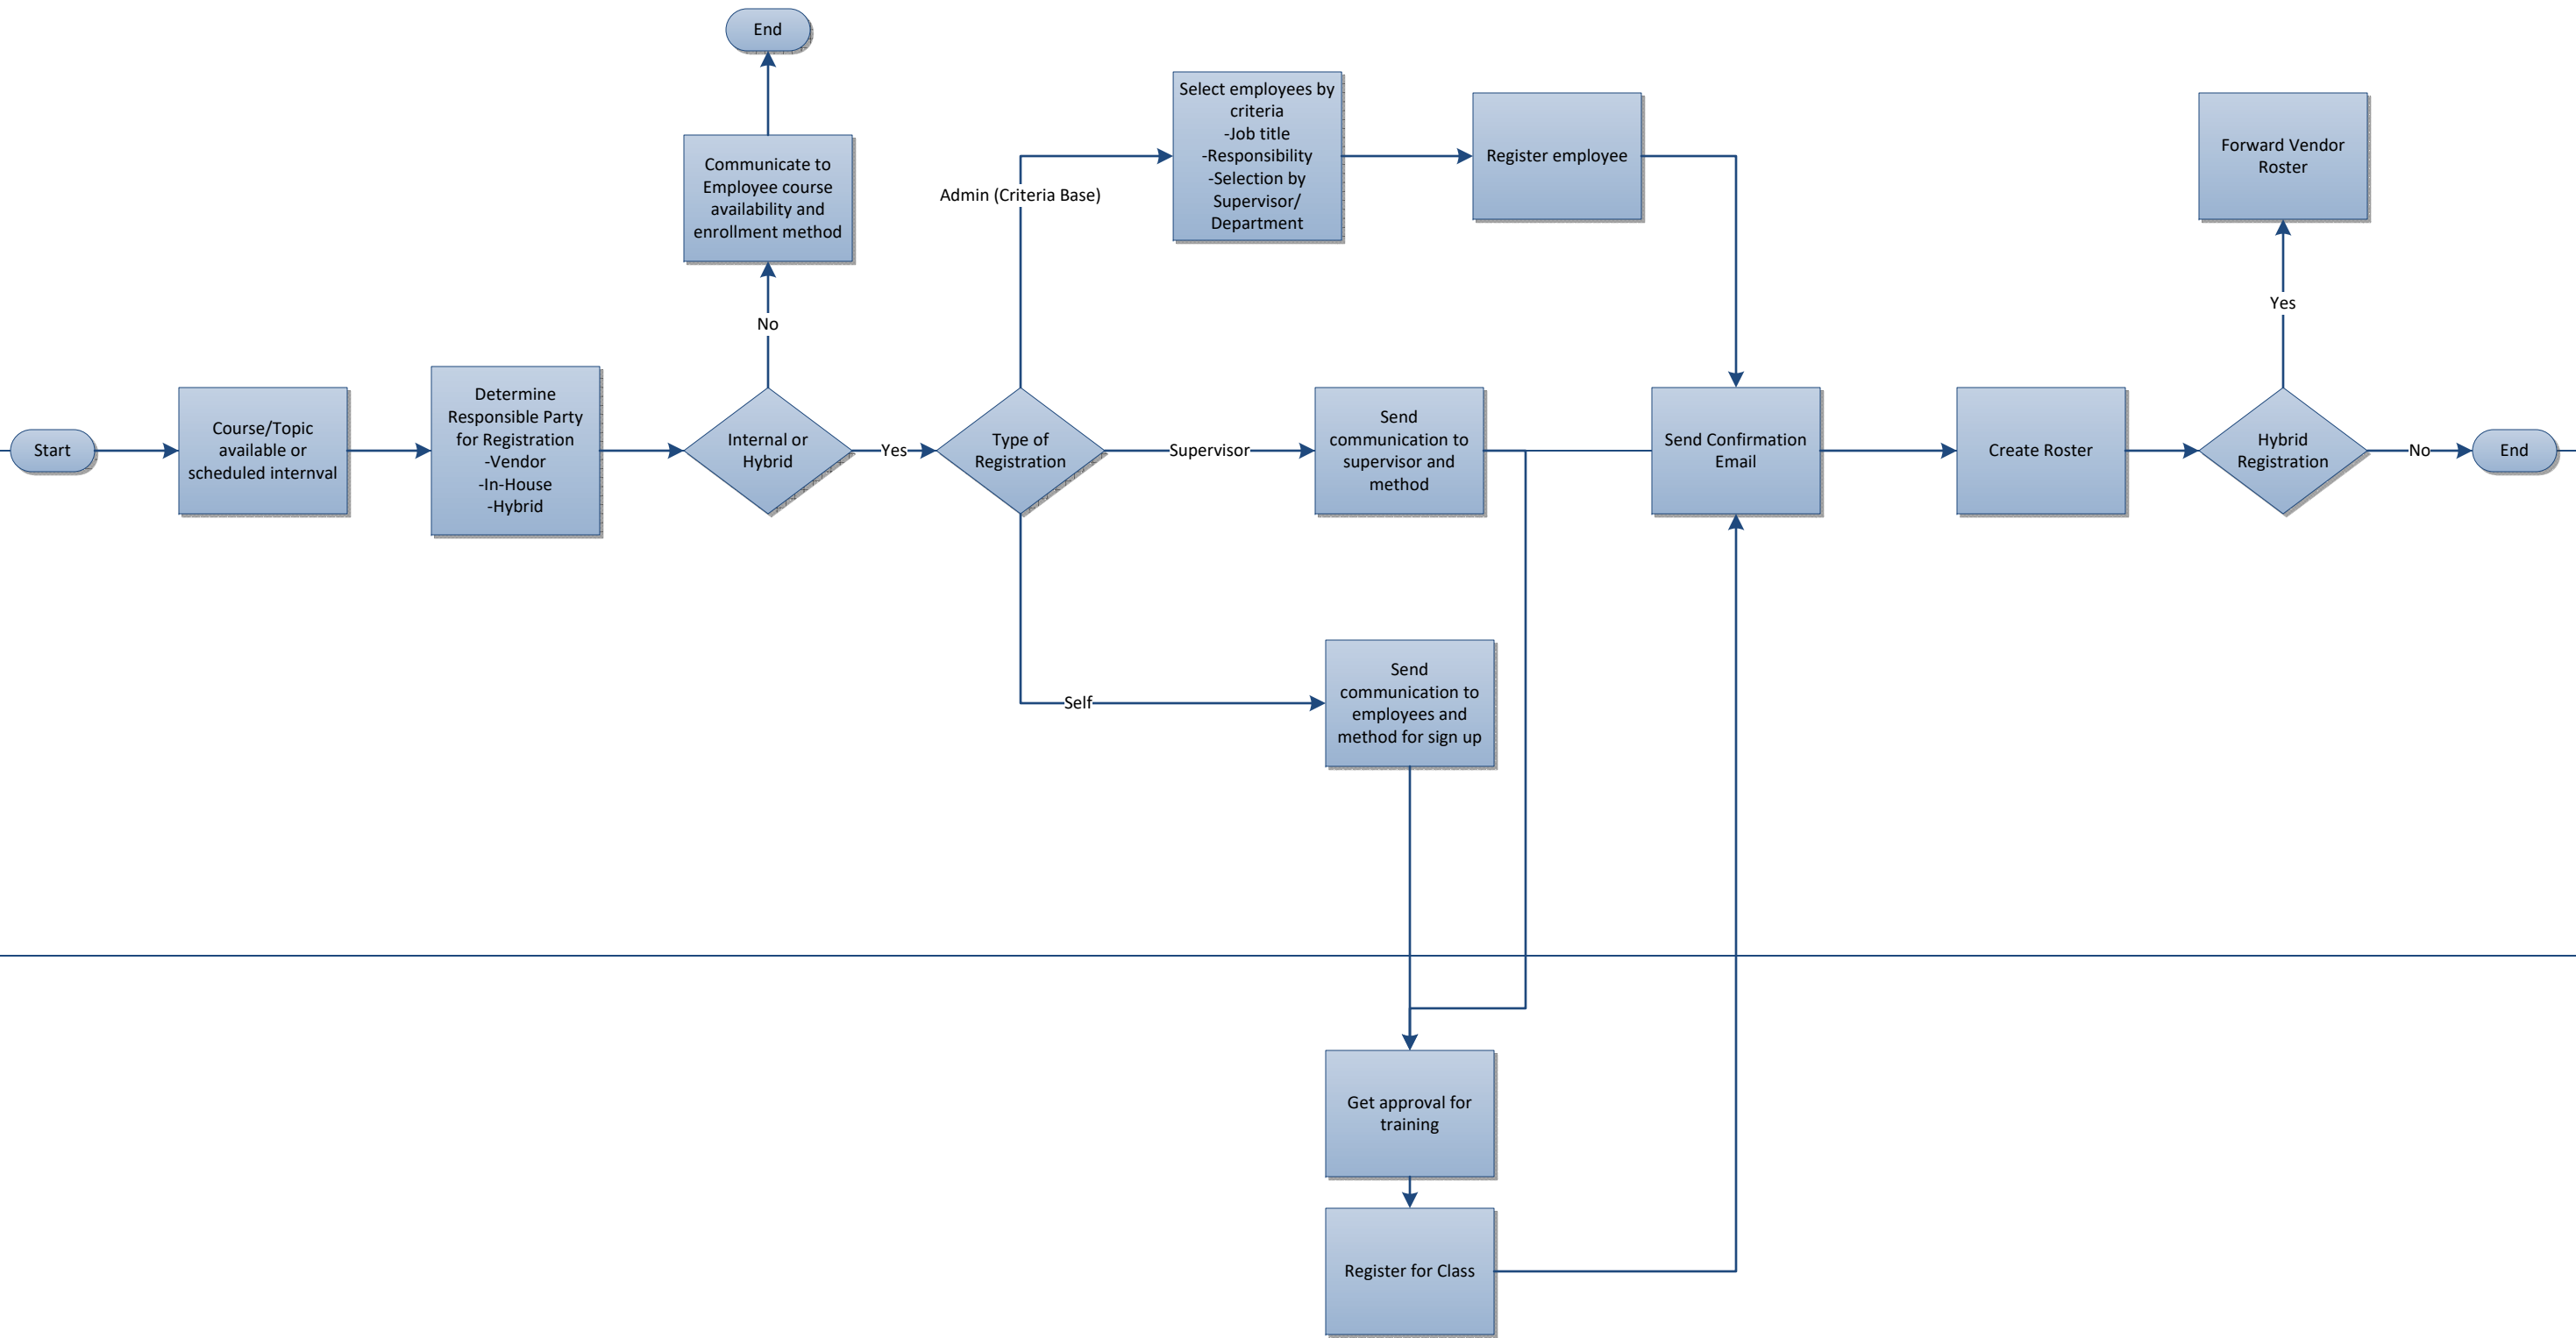 End
Communicate to
Employee course
availability and
enrollment method
No
Select employees by
criteria
-Job title
-Responsibility
-Selection by
Supervisor/
Department
Register employee
Forward Vendor
Roster
Admin (Criteria Base)
Yes
Start
Course/Topic
available or
scheduled internval
Determine
Responsible Party
for Registration
-Vendor
-In-House
-Hybrid
Internal or
Hybrid
Yes
Type of
Registration
Supervisor
Send
communication to
supervisor and
method
Send Confirmation
Email
Create Roster
Hybrid
Registration
No
End
Self
Send
communication to
employees and
method for sign up
Get approval for
training
Register for Class